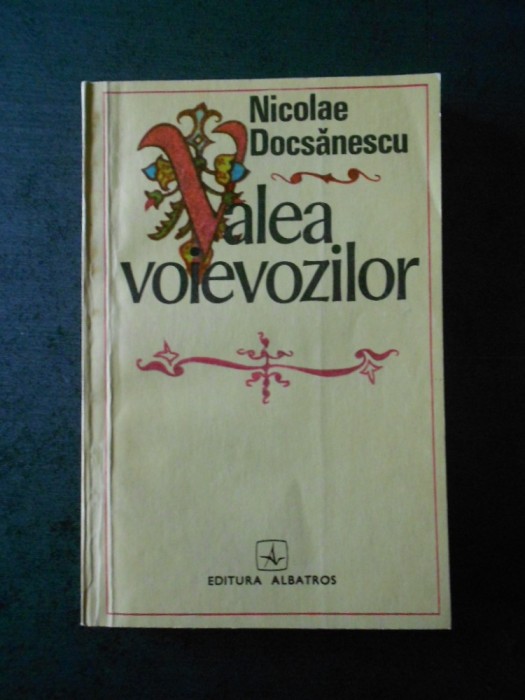 Nicolae
Docsănescu
Valea
voievozilor
EDITURA ALBATROS